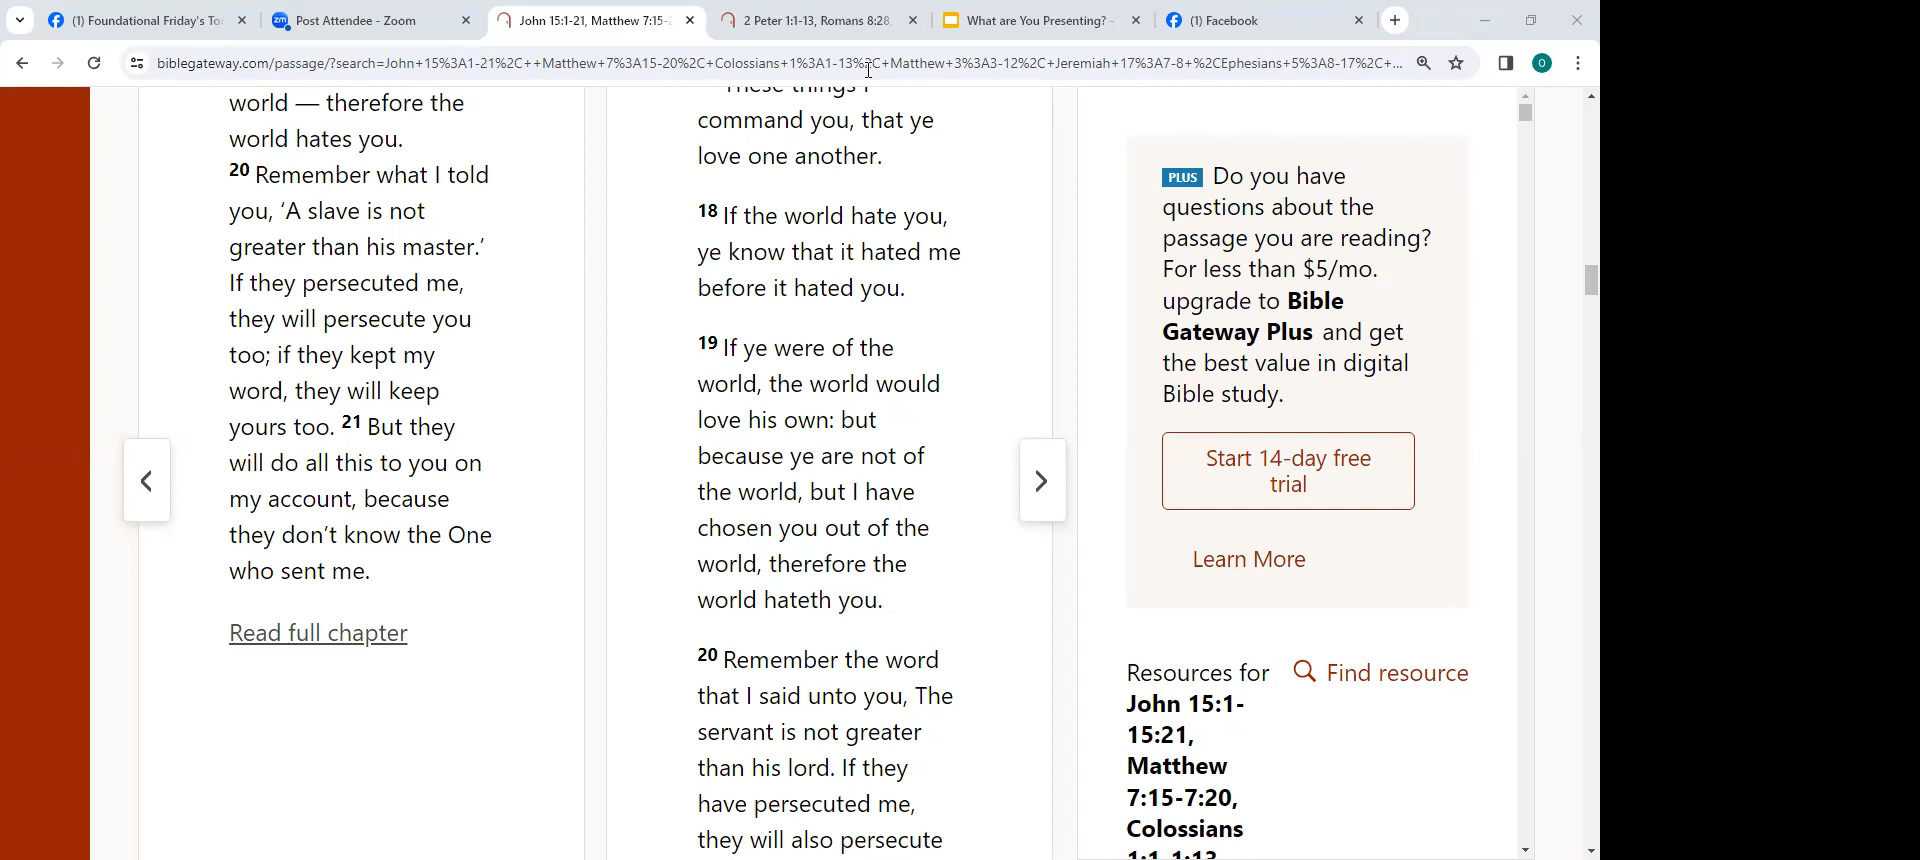 (1) Foundational Friday's To
Post Attendee - Zoom
John 15:1-21, Matthew 7:15-2
2 Peter 1:1-13, Romans 8:28,
What are You Presenting? -
(1) Facebook
biblegateway.com/passage/?search=John+15%3A1-21%2C++Matthew+7%3A15-20%2C+Colossians+1%3A1-13%2C+Matthew+3%3A3-12%2C+Jeremiah+17%3A7-8+%2CEphesians+5%3A8-17%2C+...
O
world — therefore the
world hates you.
20 Remember what I told
you, ‘A slave is not
greater than his master.’
If they persecuted me,
they will persecute you
too; if they kept my
word, they will keep
yours too. 21 But they
will do all this to you on
my account, because
they don’t know the One
who sent me.
Read full chapter
These things I
command you, that ye
love one another.
18 If the world hate you,
ye know that it hated me
before it hated you.
19 If ye were of the
world, the world would
love his own: but
because ye are not of
the world, but I have
chosen you out of the
world, therefore the
world hateth you.
20 Remember the word
that I said unto you, The
servant is not greater
than his lord. If they
have persecuted me,
they will also persecute
PLUS Do you have
questions about the
passage you are reading?
For less than $5/mo.
upgrade to Bible
Gateway Plus and get
the best value in digital
Bible study.
Start 14-day free
trial
Learn More
Resources for
John 15:1-
15:21,
Matthew
7:15-7:20,
Colossians
1:1-1:13
Find resource